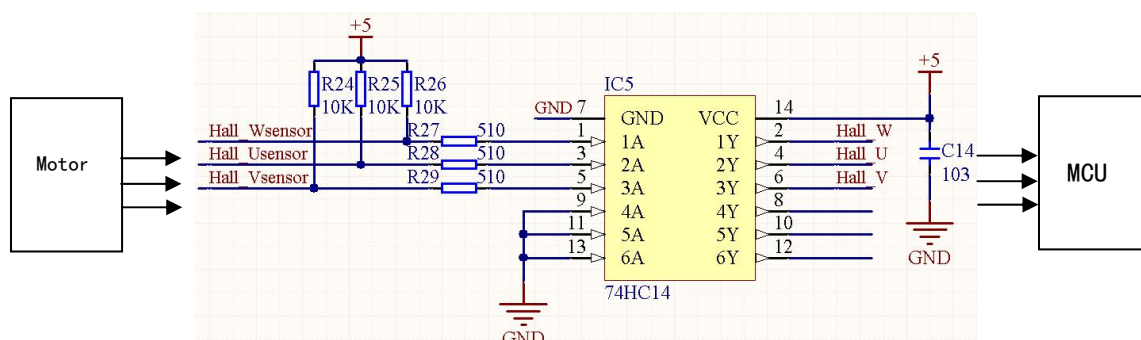 +5
R24 R25 R26
10K 10K 10K
IC5
GND 7 GND VCC 14
+5
Hall_Wsensor R27 510 1 1A 1Y 2 Hall_W
Hall_Usensor R28 510 3 2A 2Y 4 Hall_U
Hall_Vsensor R29 510 5 3A 3Y 6 Hall_V
9 4A 4Y 8
11 5A 5Y 10
13 6A 6Y 12
74HC14
GND
C14
103
GND
Motor
MCU